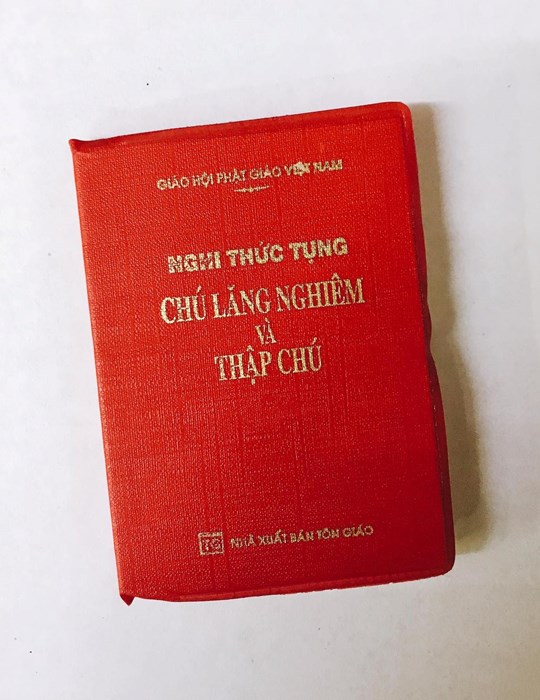 GIÁO HỘI PHẬT GIÁO VIỆT NAM
NGHI THỨC TỤNG
CHÚ LĂNG NGHIÊM
VÀ
THẬP CHÚ
TG NHÀ XUẤT BẢN TÔN GIÁO